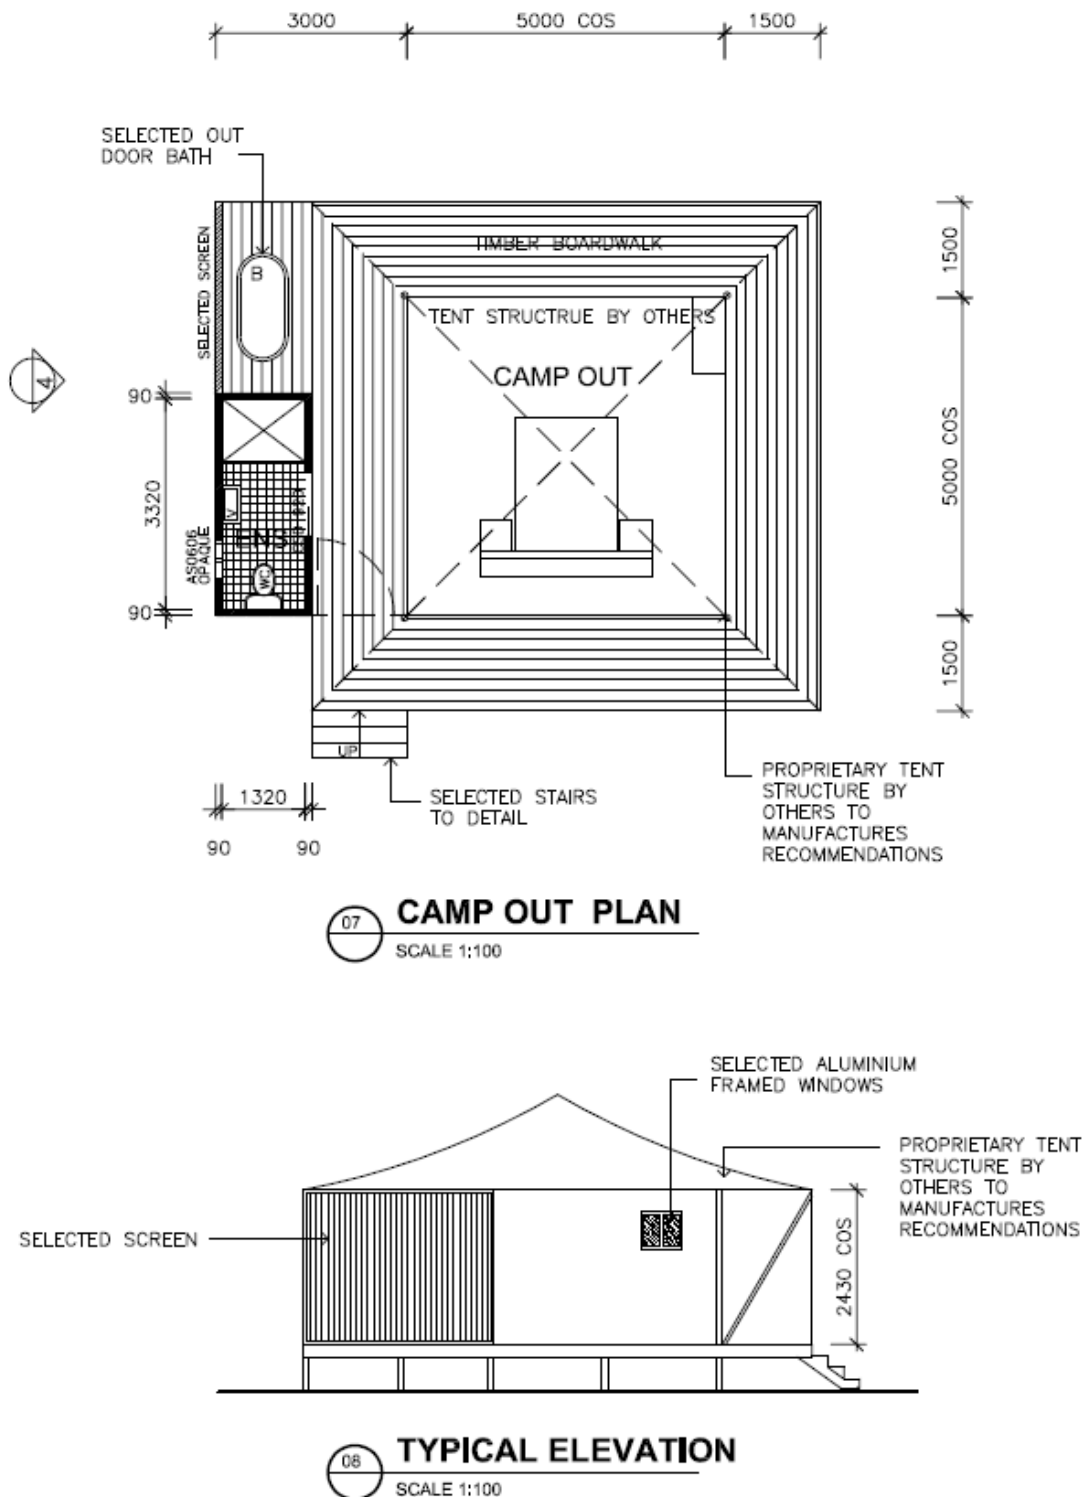 3000
5000 COS
1500
SELECTED OUT
DOOR BATH
SELECTED SCREEN
B
TIMBER BOARDWALK
1500
TENT STRUCTRUE BY OTHERS
CAMP OUT
4
90
3320
90
5000 COS
V
ENS
AS0606
OPAQUE
WC
1500
UP
1320
90
90
SELECTED STAIRS
TO DETAIL
PROPRIETARY TENT
STRUCTURE BY
OTHERS TO
MANUFACTURES
RECOMMENDATIONS
07
CAMP OUT PLAN
SCALE 1:100
SELECTED ALUMINIUM
FRAMED WINDOWS
PROPRIETARY TENT
STRUCTURE BY
OTHERS TO
MANUFACTURES
RECOMMENDATIONS
SELECTED SCREEN
2430 COS
08
TYPICAL ELEVATION
SCALE 1:100